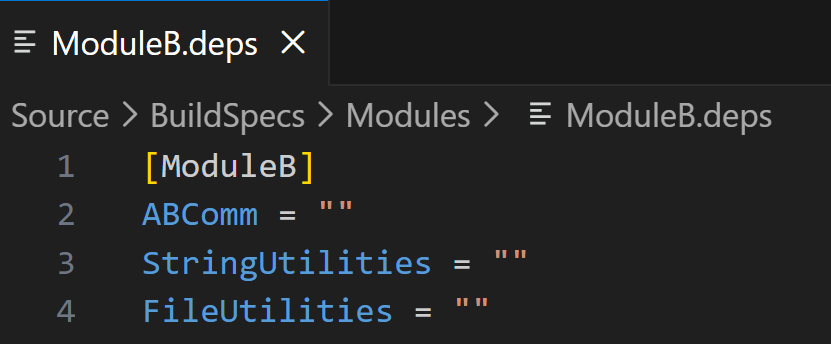 ModuleB.deps
Source > BuildSpecs > Modules > ModuleB.deps
1 [ModuleB]
2 ABComm = ""
3 StringUtilities = ""
4 FileUtilities = ""